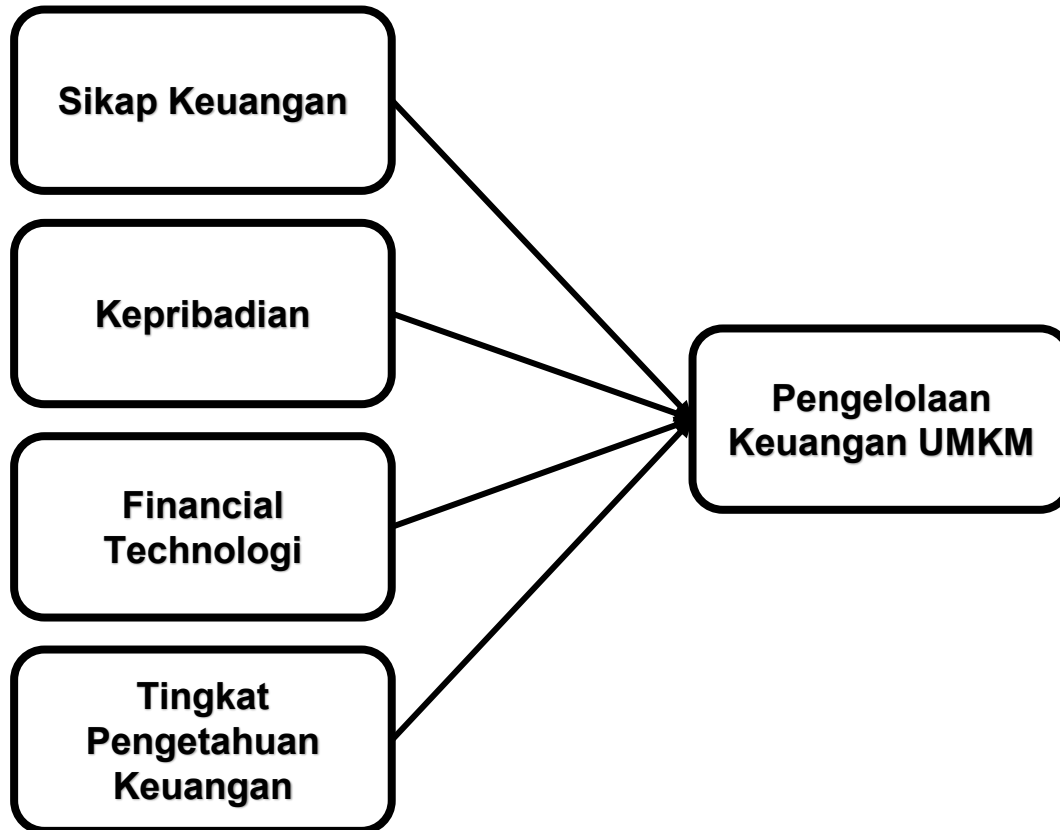 Sikap Keuangan
Kepribadian
Financial
Technologi
Tingkat
Pengetahuan
Keuangan
Pengelolaan
Keuangan UMKM